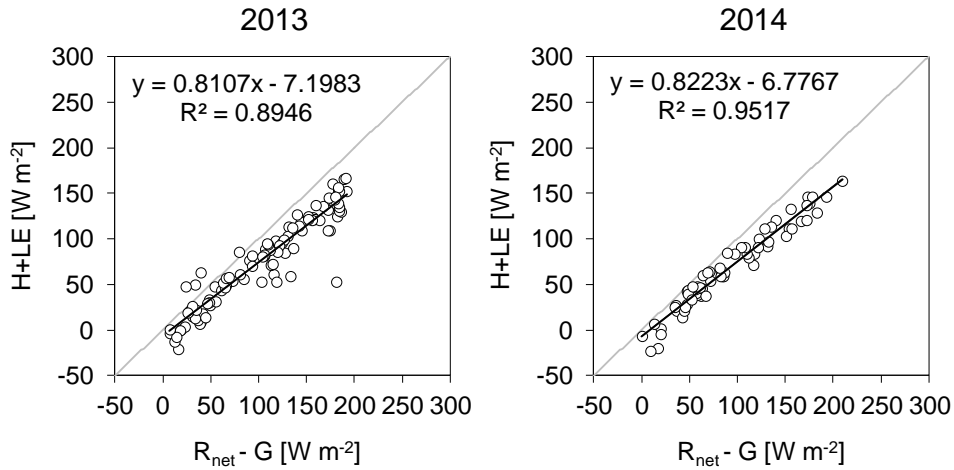 2013
300
250
200
150
100
50
0
-50
H+LE [W m-2]
y = 0.8107x - 7.1983
R² = 0.8946
-50 0 50 100 150 200 250 300
Rnet - G [W m-2]
2014
300
250
200
150
100
50
0
-50
H+LE [W m-2]
y = 0.8223x - 6.7767
R² = 0.9517
-50 0 50 100 150 200 250 300
Rnet - G [W m-2]